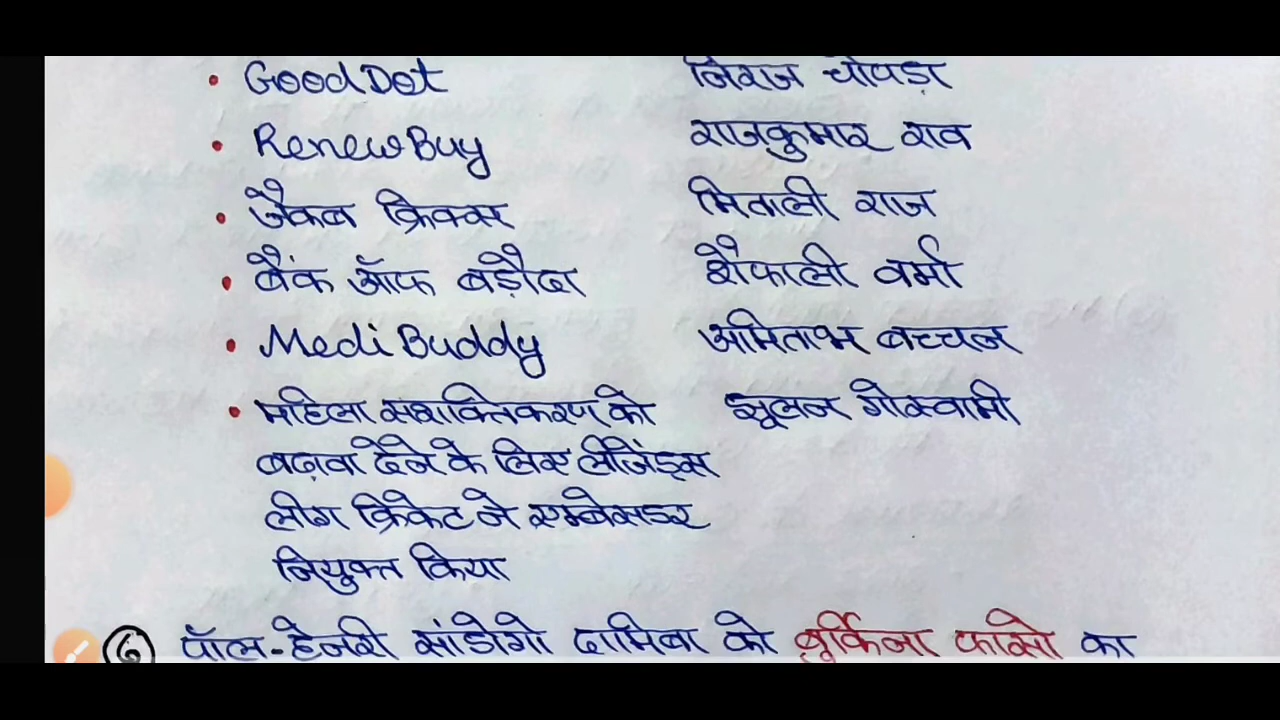 GoodDot निराज चोपड़ा
RenewBuy राजकुमार राव
जैकब क्रिक्स मिताली राज
बैंक ऑफ बड़ौदा शैफाली वर्मा
MediBuddy अमिताभ बच्चन
महिला सशक्तिकरण को झूलन गोस्वामी
बढ़ावा देने के लिए लीजेंड्स
लीग क्रिकेट ने एम्बेसडर
नियुक्त किया
6 पॉल-हेनरी सांडोगो दामिबा को बुर्किना फासो का